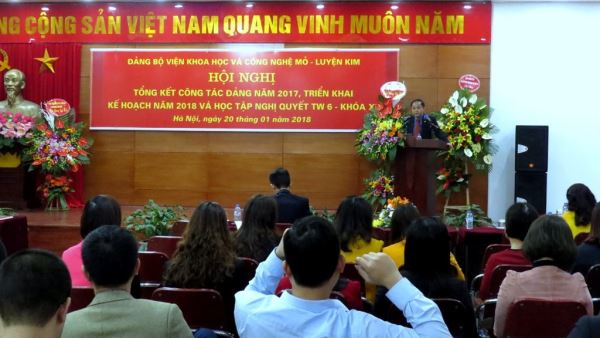 NG CỘNG SẢN VIỆT NAM QUANG VINH MUÔN NĂM
ĐẢNG BỘ VIỆN KHOA HỌC VÀ CÔNG NGHỆ MỎ - LUYỆN KIM
HỘI NGHỊ
TỔNG KẾT CÔNG TÁC ĐẢNG NĂM 2017, TRIỂN KHAI
KẾ HOẠCH NĂM 2018 VÀ HỌC TẬP NGHỊ QUYẾT TW 6 - KHÓA X
Hà Nội, ngày 20 tháng 01 năm 2018